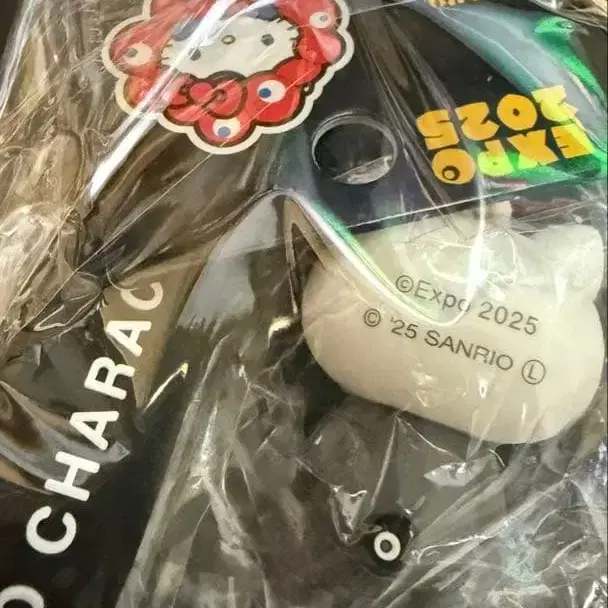 EXPO
2025
©Expo 2025
© '25 SANRIO Ⓛ
O CHARAC